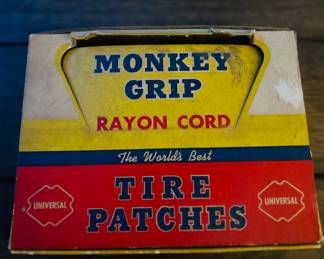 MONKEY
GRIP
RAYON CORD
The World's Best
TIRE
PATCHES
UNIVERSAL
UNIVERSAL